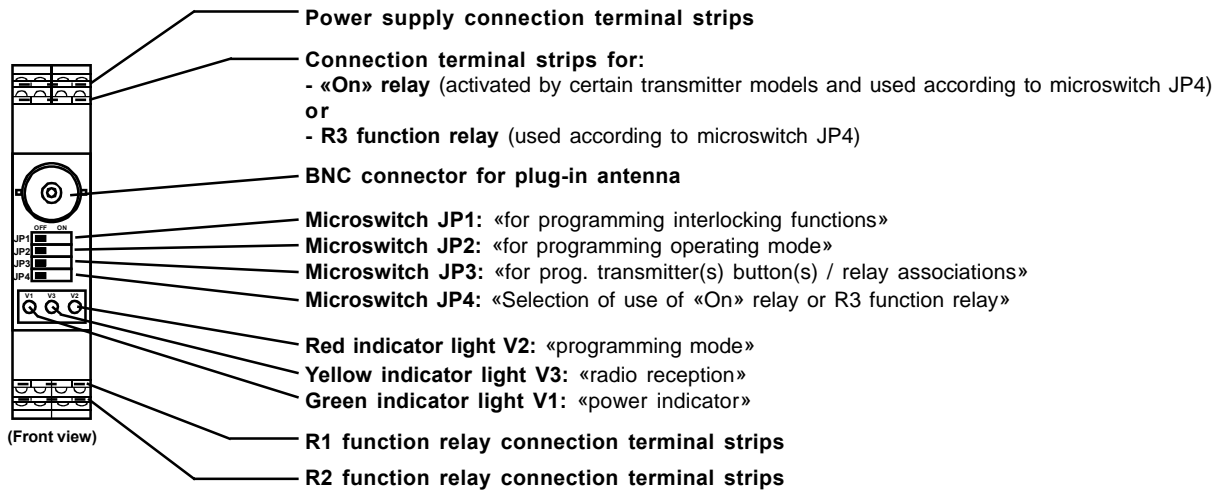 Power supply connection terminal strips
Connection terminal strips for:
- «On» relay (activated by certain transmitter models and used according to microswitch JP4)
or
- R3 function relay (used according to microswitch JP4)
BNC connector for plug-in antenna
OFF ON
JP1
JP2
JP3
JP4
Microswitch JP1: «for programming interlocking functions»
Microswitch JP2: «for programming operating mode»
Microswitch JP3: «for prog. transmitter(s) button(s) / relay associations»
Microswitch JP4: «Selection of use of «On» relay or R3 function relay»
V1 V3 V2
Red indicator light V2: «programming mode»
Yellow indicator light V3: «radio reception»
Green indicator light V1: «power indicator»
(Front view)
R1 function relay connection terminal strips
R2 function relay connection terminal strips